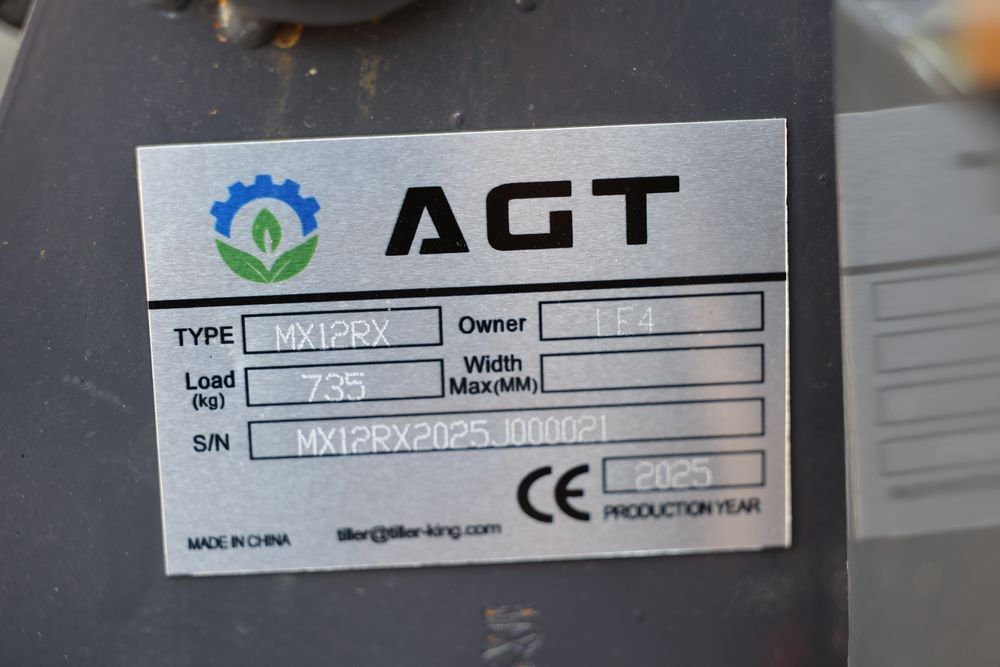 AGT
TYPE MX12RX Owner LE4
Load (kg) 735 Width Max(MM)
S/N MX12RX2025J000021
CE 2025
PRODUCTION YEAR
MADE IN CHINA tiller@tiller-king.com